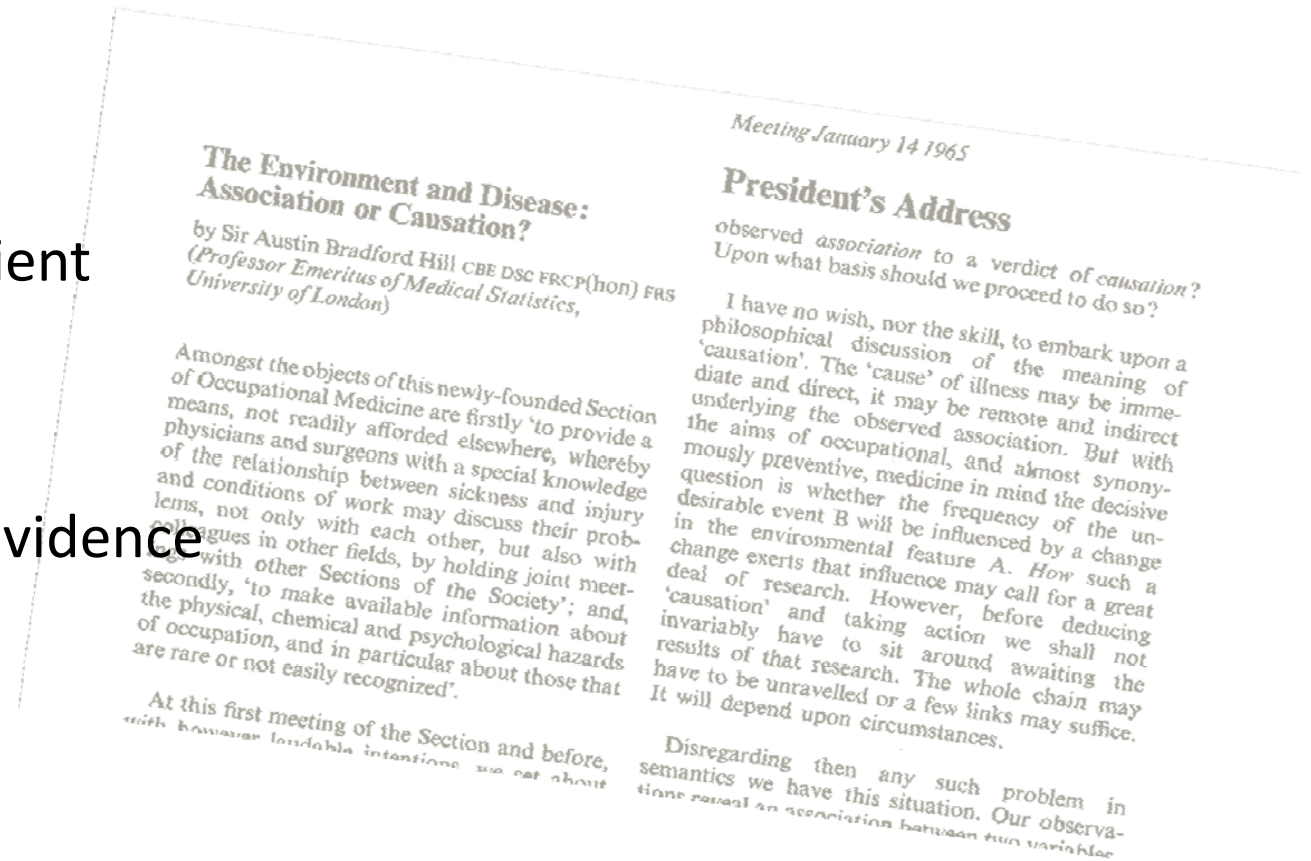 ient
vidence
Meeting January 14 1965
The Environment and Disease:
Association or Causation?
by Sir Austin Bradford Hill CBE DSC FRCP(hon) FRS
(Professor Emeritus of Medical Statistics,
University of London)
Amongst the objects of this newly-founded Section
of Occupational Medicine are firstly 'to provide a
means, not readily afforded elsewhere, whereby
physicians and surgeons with a special knowledge
of the relationship between sickness and injury
and conditions of work may discuss their prob-
lems, not only with each other, but also with
colleagues in other fields, by holding joint meet-
ings with other Sections of the Society'; and,
secondly, 'to make available information about
the physical, chemical and psychological hazards
of occupation, and in particular about those that
are rare or not easily recognized'.
At this first meeting of the Section and before,
with however laudable intentions, we set about
President's Address
observed association to a verdict of causation?
Upon what basis should we proceed to do so?
I have no wish, nor the skill, to embark upon a
philosophical discussion of the meaning of
'causation'. The 'cause' of illness may be imme-
diate and direct, it may be remote and indirect
underlying the observed association. But with
the aims of occupational, and almost synony-
mously preventive, medicine in mind the decisive
question is whether the frequency of the un-
desirable event B will be influenced by a change
in the environmental feature A. How such a
change exerts that influence may call for a great
deal of research. However, before deducing
'causation' and taking action we shall not
invariably have to sit around awaiting the
results of that research. The whole chain may
have to be unravelled or a few links may suffice.
It will depend upon circumstances.
Disregarding then any such problem in
semantics we have this situation. Our observa-
tions reveal an association between two variables